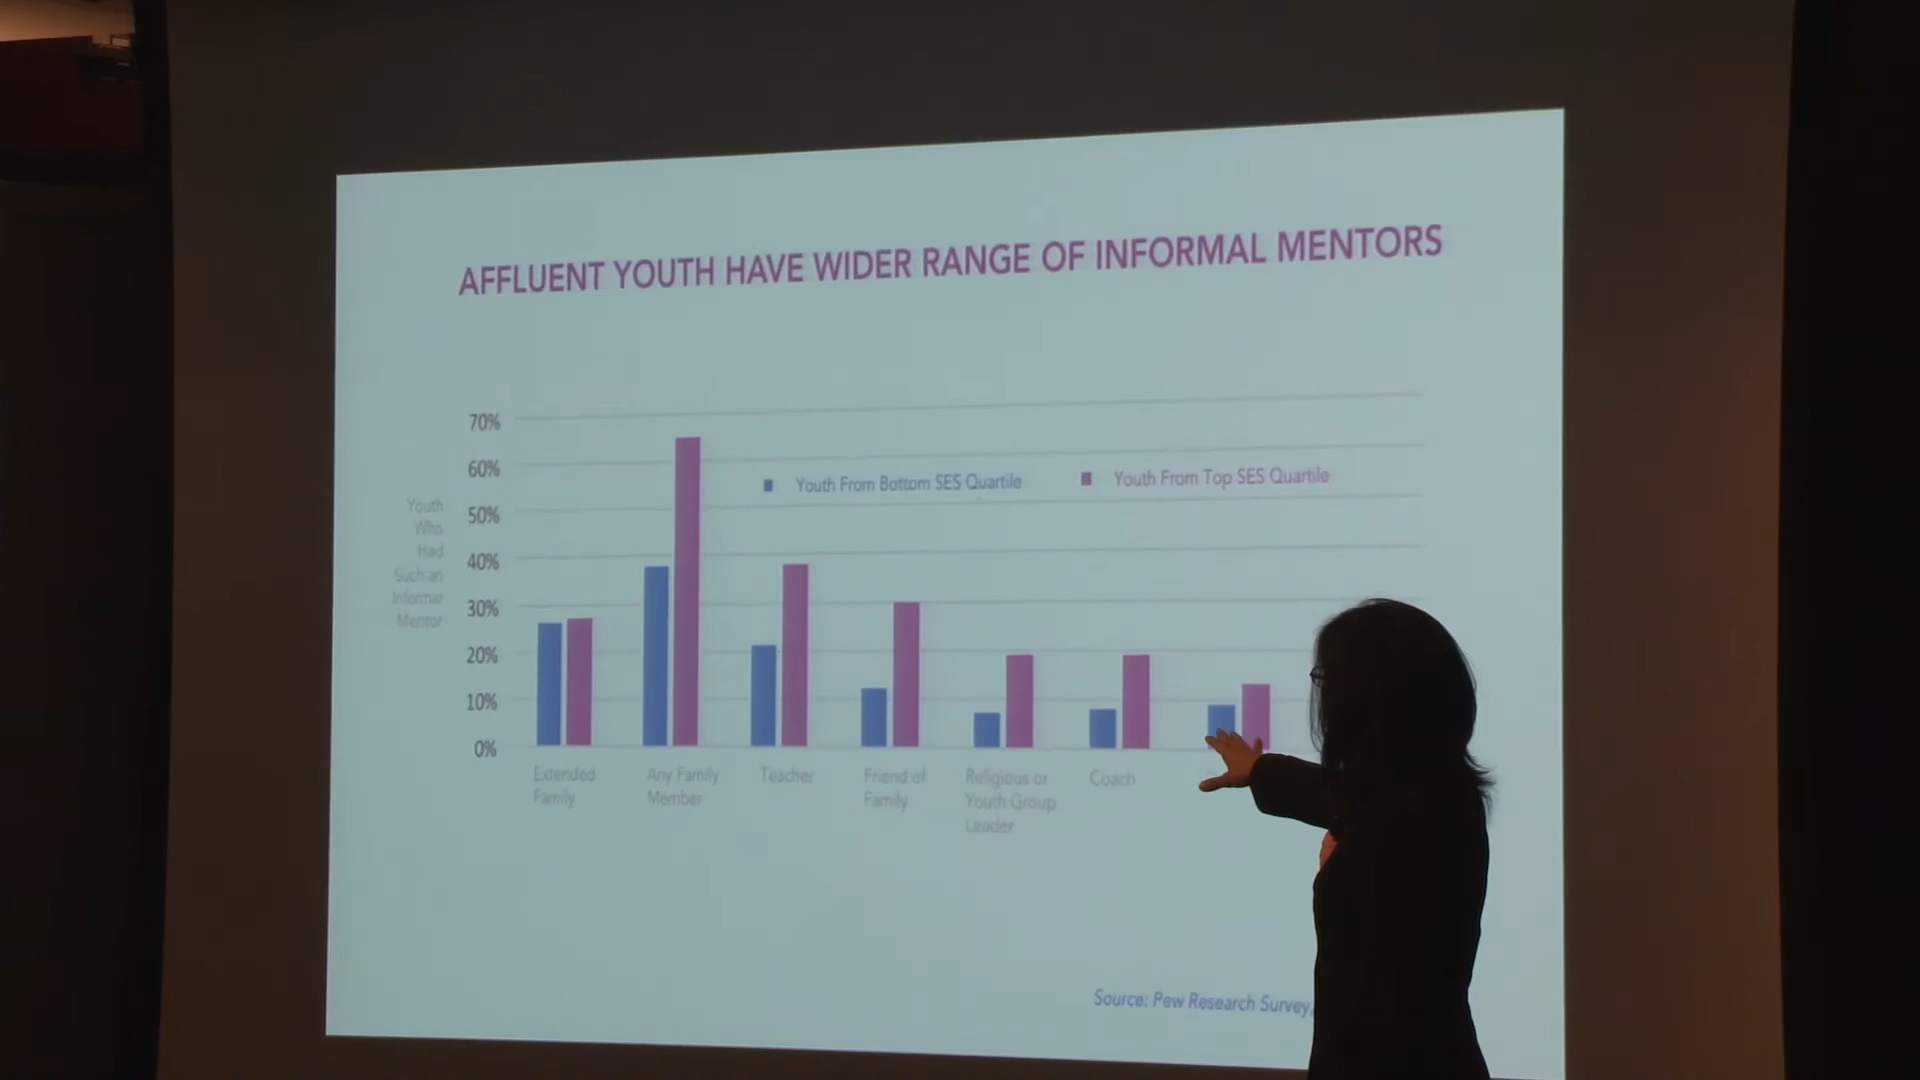 AFFLUENT YOUTH HAVE WIDER RANGE OF INFORMAL MENTORS
70%
60%
50%
40%
30%
20%
10%
0%
Youth
Who
Had
Such an
Informal
Mentor
Youth From Bottom SES Quartile
Youth From Top SES Quartile
Extended
Family
Any Family
Member
Teacher
Friend of
Family
Religious or
Youth Group
Leader
Coach
Source: Pew Research Survey,